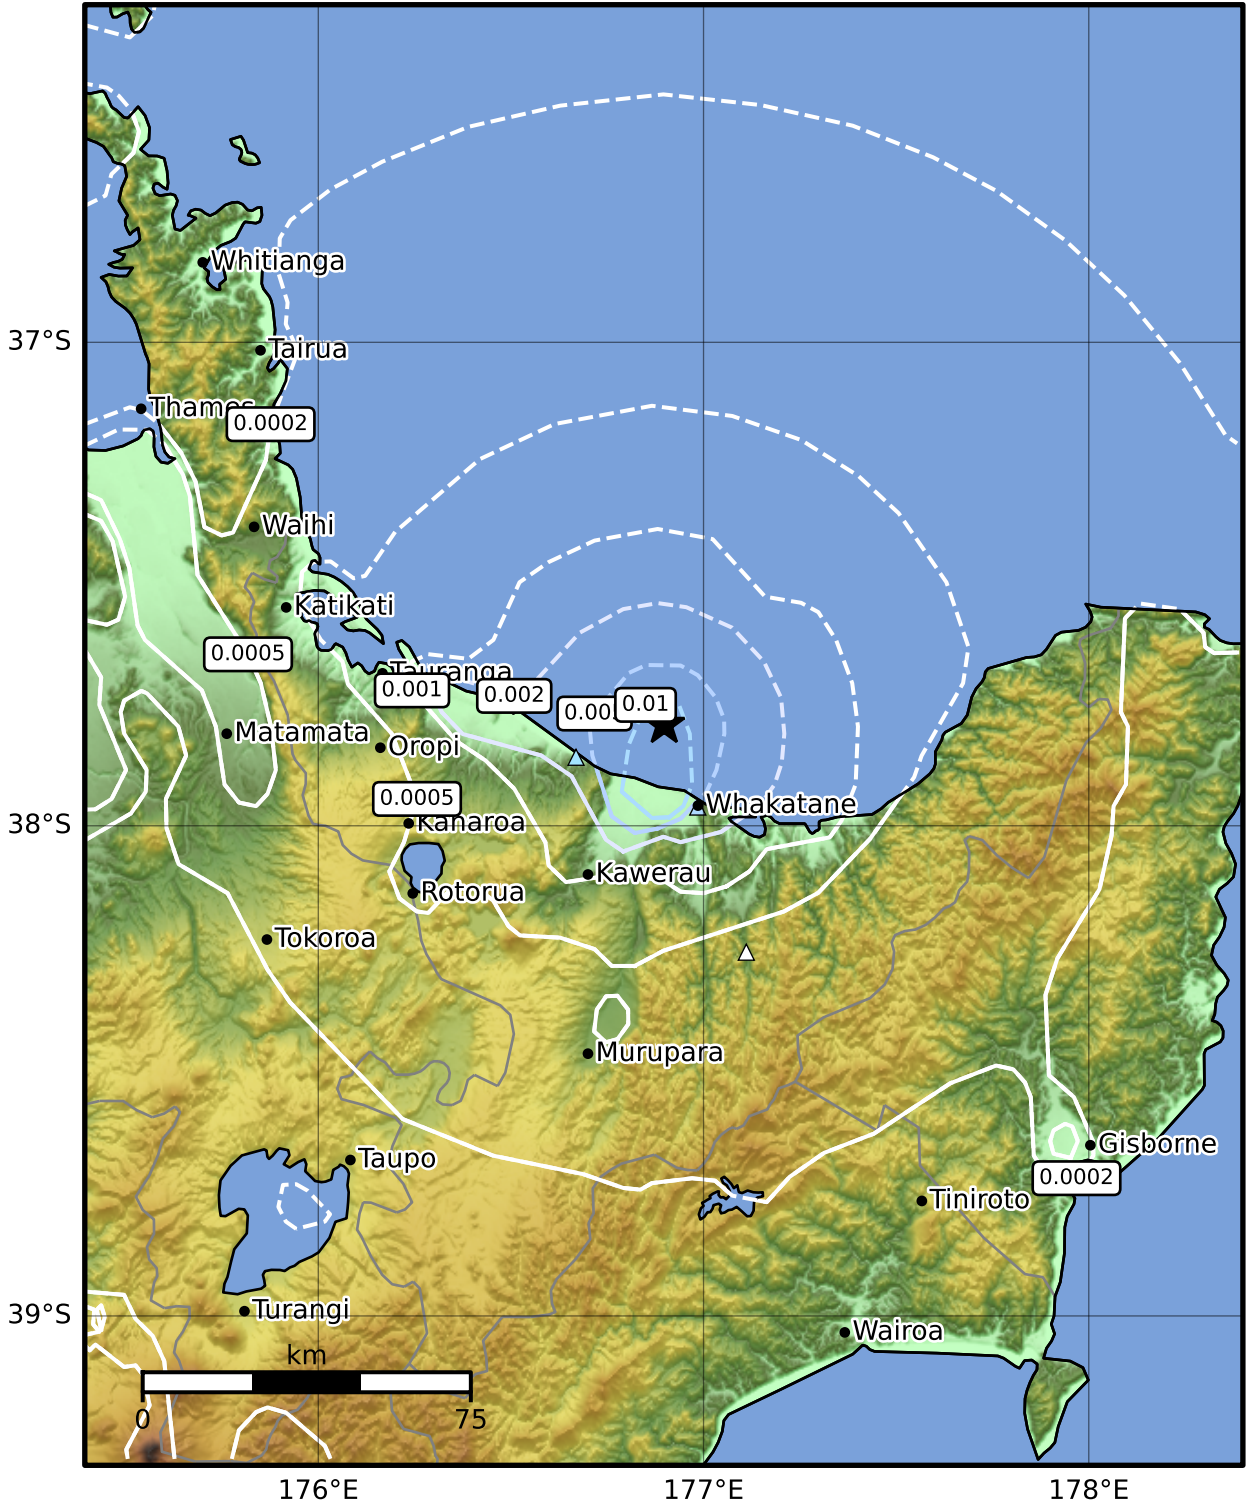 Whitianga
37°S
Tairua
Thames
0.0002
Waihi
Katikati
0.0005
Tauranga
0.001
0.002
0.01
Matamata
Oropi
0.0005
Whakatane
38°S
Kaharoa
Kawerau
Rotorua
Tokoroa
Murupara
Gisborne
Taupo
0.0002
Tiniroto
39°S
Turangi
Wairoa
km
0
75
176°E
177°E
178°E